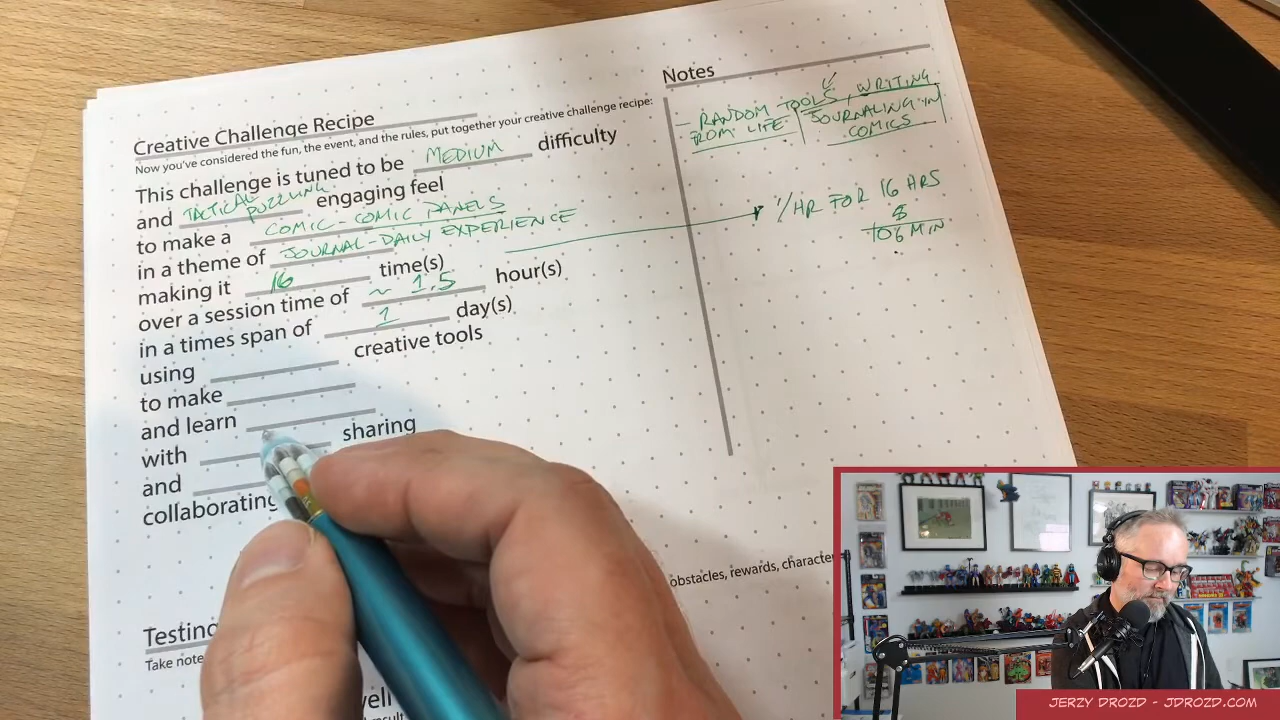 Notes
- RANDOM TOOLS, WRITING
FROM LIFE
JOURNALING IN
COMICS
1/HR FOR 16 HRS
8
106 MIN
Creative Challenge Recipe
Now you've considered the fun, the event, and the rules, put together your creative challenge recipe:
This challenge is tuned to be MEDIUM difficulty
and TACTICAL PUZZLING engaging feel
to make a COMIC-COMIC PANELS
in a theme of JOURNAL-DAILY EXPERIENCE
making it 16 time(s)
over a session time of ~ 1.5 hour(s)
in a times span of 1 day(s)
using creative tools
to make
and learn
with sharing
and
collaborating
obstacles, rewards, character
Testing
Take note
JERZY DROZD - JDROZD.COM